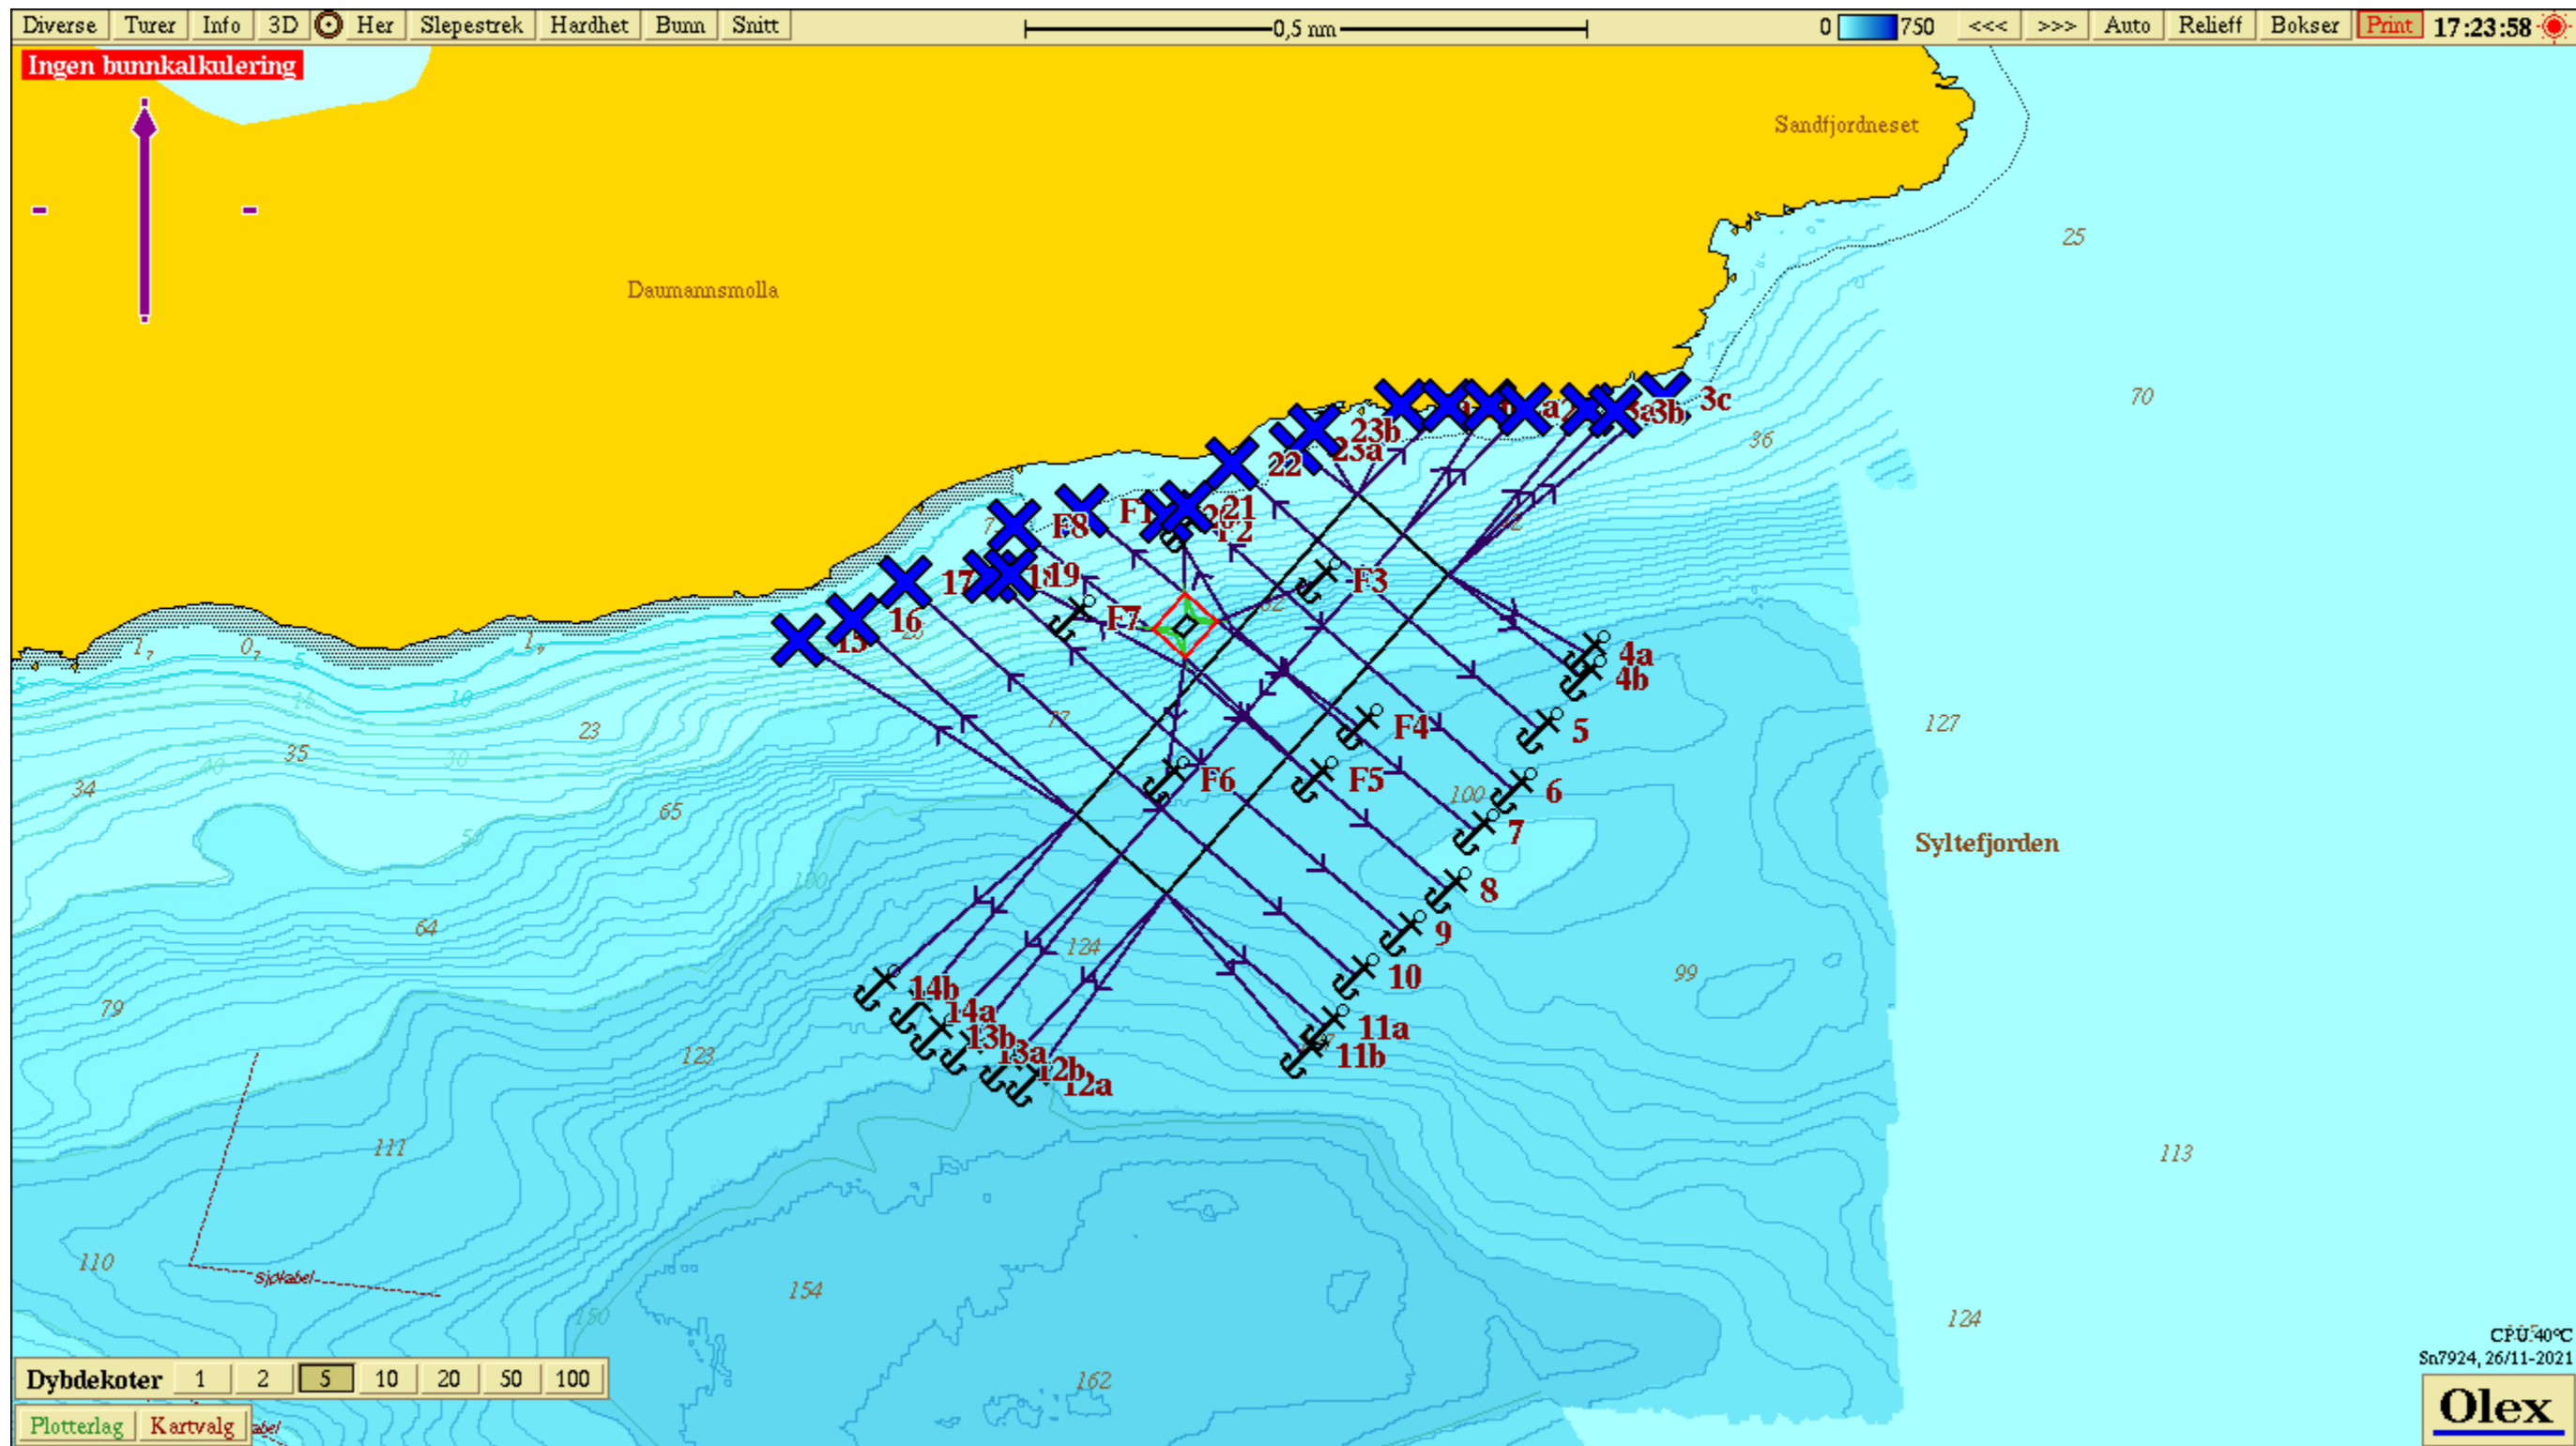 Diverse Turer Info 3D Her Slepestrek Hardhet Bunn Snitt 0,5 nm 0 750 <<< >>> Auto Relieff Bokser Print 17:23:58
Ingen bunnkalkulering
Sandfjordneset
25
Daumannsmolla
70
3c
3a 3b
23b
36
23a
22
F1 21
F8 F2
17 19 F3
16 F7
15
4a
4b
23 77 F4 5 127
35
34 F6 F5 6
100
65 7
Syltefjorden
50
100 8
64 9
124
14b 10 99
79 14a
13b 11a
13a
123 12b 11b
12a
111
113
110
Sjøkabel
154
150 124
CPU: 40°C
Sn7924, 26/11-2021
Dybdekoter 1 2 5 10 20 50 100
162
Olex
Plotterlag Kartvalg